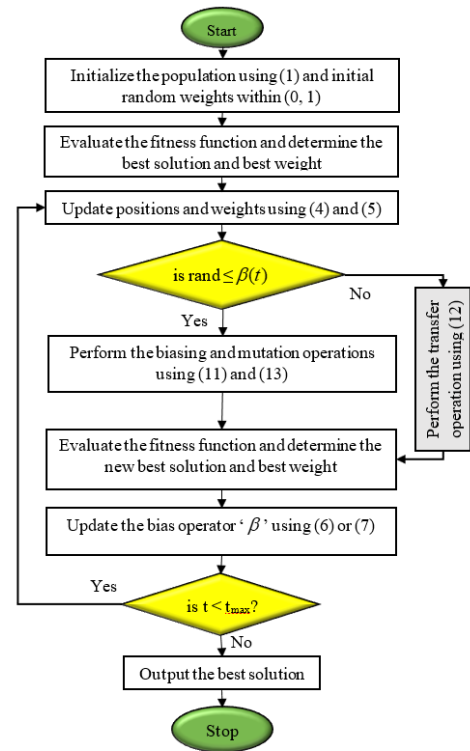 Start
Initialize the population using (1) and initial
random weights within (0, 1)
Evaluate the fitness function and determine the
best solution and best weight
Update positions and weights using (4) and (5)
is rand ≤ β(t)
No
Yes
Perform the transfer
operation using (12)
Perform the biasing and mutation operations
using (11) and (13)
Evaluate the fitness function and determine the
new best solution and best weight
Update the bias operator ‘ β ’ using (6) or (7)
Yes
is t < tmax?
No
Output the best solution
Stop